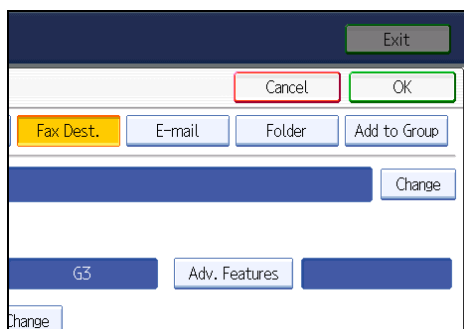 Exit
Cancel OK
Fax Dest. E-mail Folder Add to Group
Change
G3 Adv. Features
Change